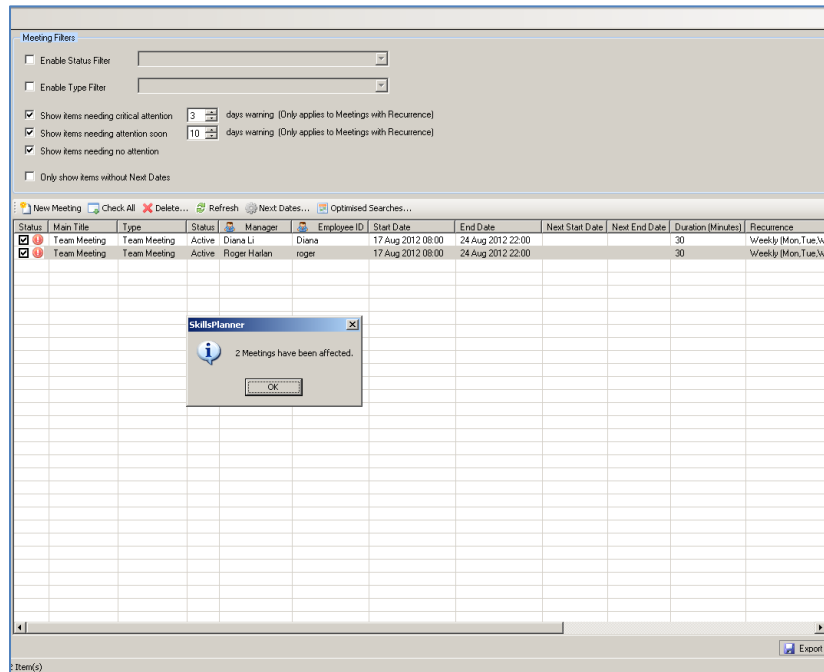 Meeting Filters
Enable Status Filter
Enable Type Filter
Show items needing critical attention 3 days warning (Only applies to Meetings with Recurrence)
Show items needing attention soon 10 days warning (Only applies to Meetings with Recurrence)
Show items needing no attention
Only show items without Next Dates
New Meeting Check All Delete... Refresh Next Dates... Optimised Searches...
Status Main Title Type Status Manager Employee ID Start Date End Date Next Start Date Next End Date Duration (Minutes) Recurrence
Team Meeting Team Meeting Active Diana Li Diana 17 Aug 2012 08:00 24 Aug 2012 22:00 30 Weekly (Mon,Tue,W
Team Meeting Team Meeting Active Roger Harlan roger 17 Aug 2012 08:00 24 Aug 2012 22:00 30 Weekly (Mon,Tue,W
SkillsPlanner
2 Meetings have been affected.
OK
Export
2 Item(s)